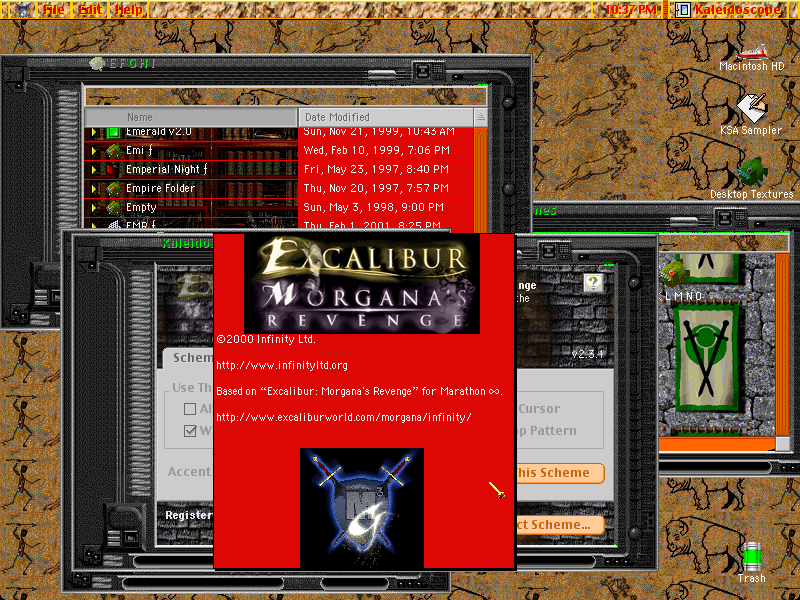 File Edit Help
10:37 PM
Kaleidoscope
EFGHI
Macintosh HD
KSA Sampler
Desktop Textures
Name
Date Modified
Emerald v2.0
Sun, Nov 21, 1999, 10:43 AM
Emi ƒ
Wed, Feb 10, 1999, 7:06 PM
Emperial Night ƒ
Fri, May 23, 1997, 8:40 PM
Empire Folder
Thu, Nov 20, 1997, 7:57 PM
Empty
Sun, May 3, 1998, 9:00 PM
EMR ƒ
Thu, Feb 1, 2001, 8:25 PM
LMNO
EXCALIBUR
MORGANA'S
REVENGE
©2000 Infinity Ltd.
http://www.infinityltd.org
Based on “Excalibur: Morgana's Revenge” for Marathon ∞.
http://www.excaliburworld.com/morgana/infinity/
the
?
v2.3.1
Schem
Use Th
Cursor
Accent
his Scheme
Register
ct Scheme...
Trash